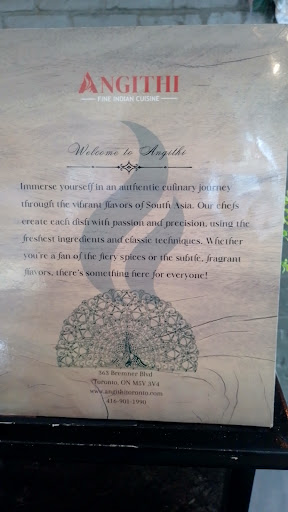 ANGITHI
FINE INDIAN CUISINE
Welcome to Angithi
Immerse yourself in an authentic culinary journey
through the vibrant flavors of South Asia. Our chefs
create each dish with passion and precision, using the
freshest ingredients and classic techniques. Whether
you're a fan of the fiery spices or the subtle, fragrant
flavors, there's something here for everyone!
363 Bremner Blvd
Toronto, ON M5V 3V4
www.angithitoronto.com
416-901-1990